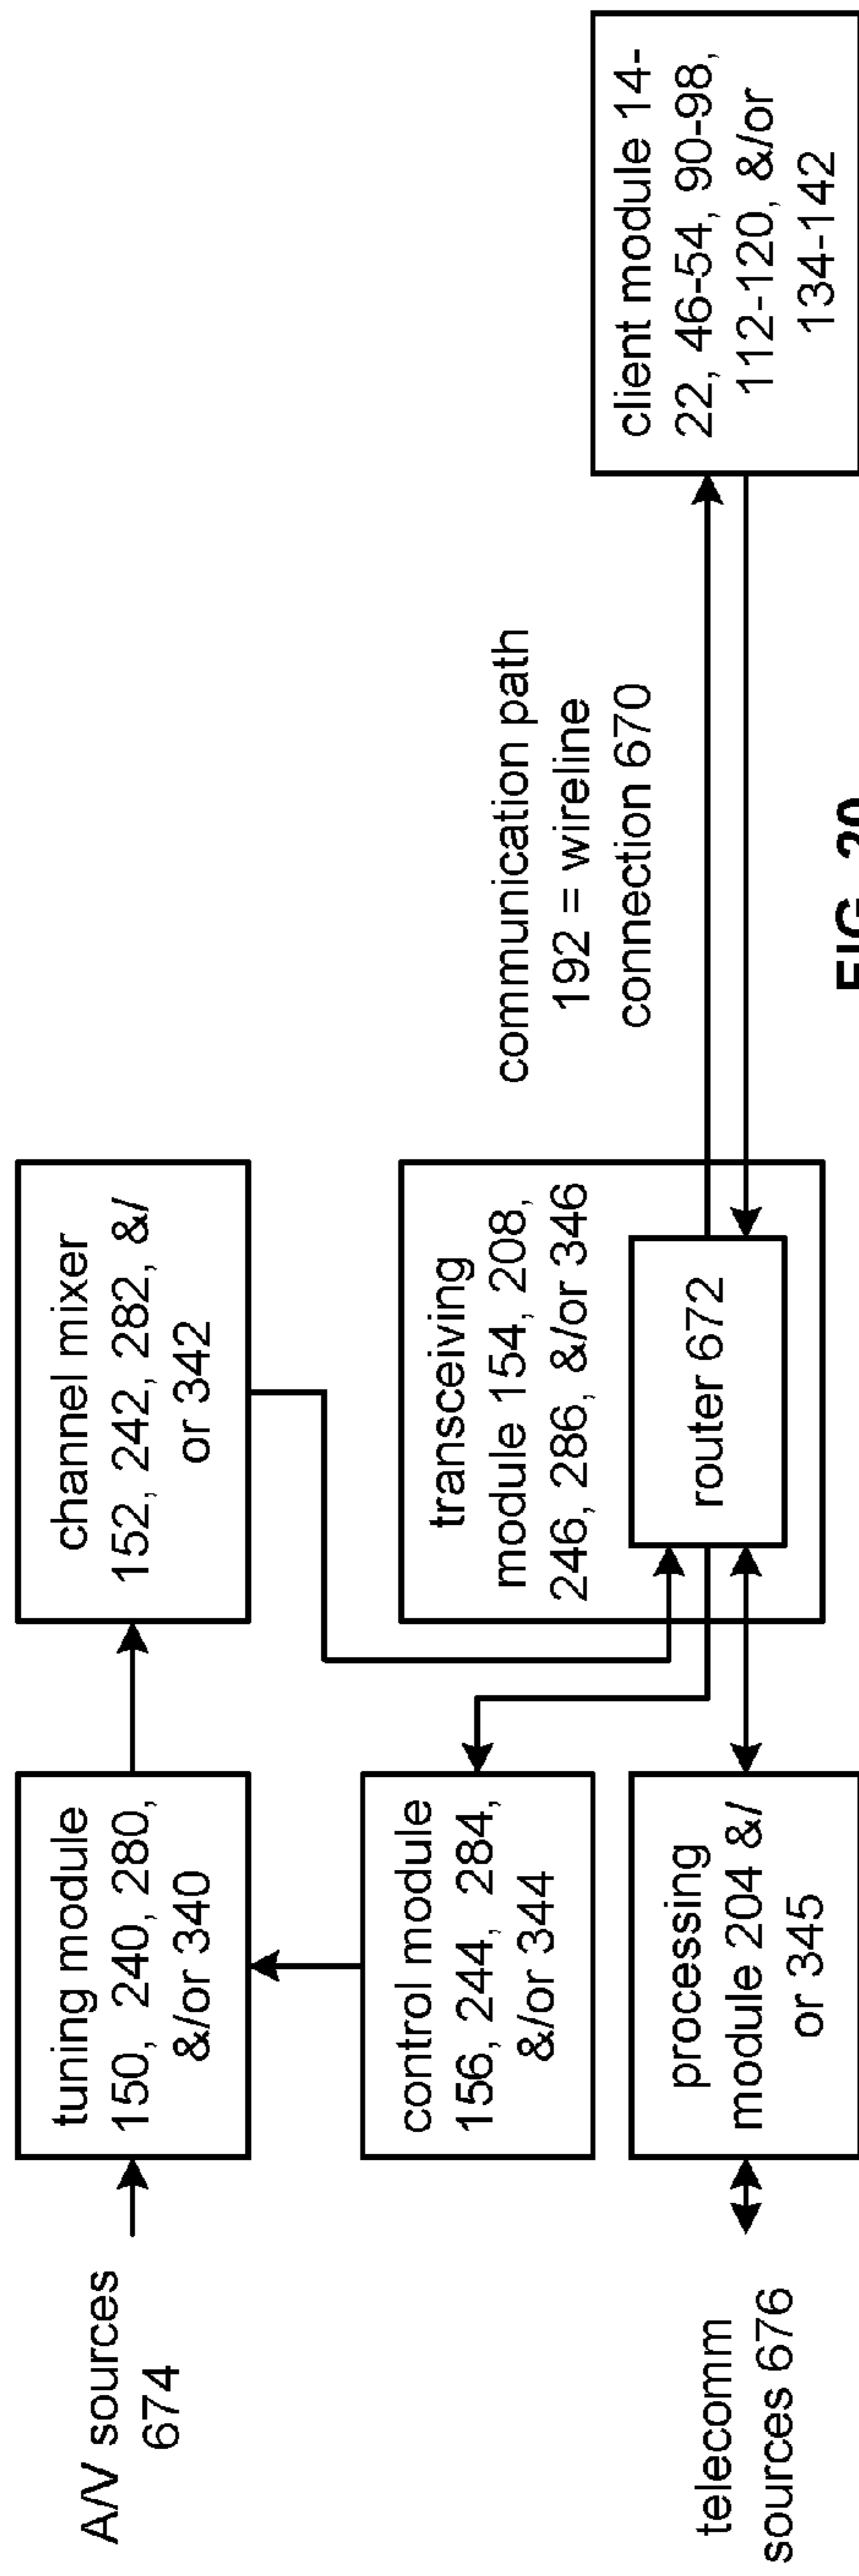 A/V sources
674
tuning module
150, 240, 280,
&/or 340
channel mixer
152, 242, 282, &/
or 342
control module
156, 244, 284,
&/or 344
transceiving
module 154, 208,
246, 286, &/or 346
router 672
telecomm
sources 676
processing
module 204 &/
or 345
communication path
192 = wireline
connection 670
client module 14-
22, 46-54, 90-98,
112-120, &/or
134-142
FIG.